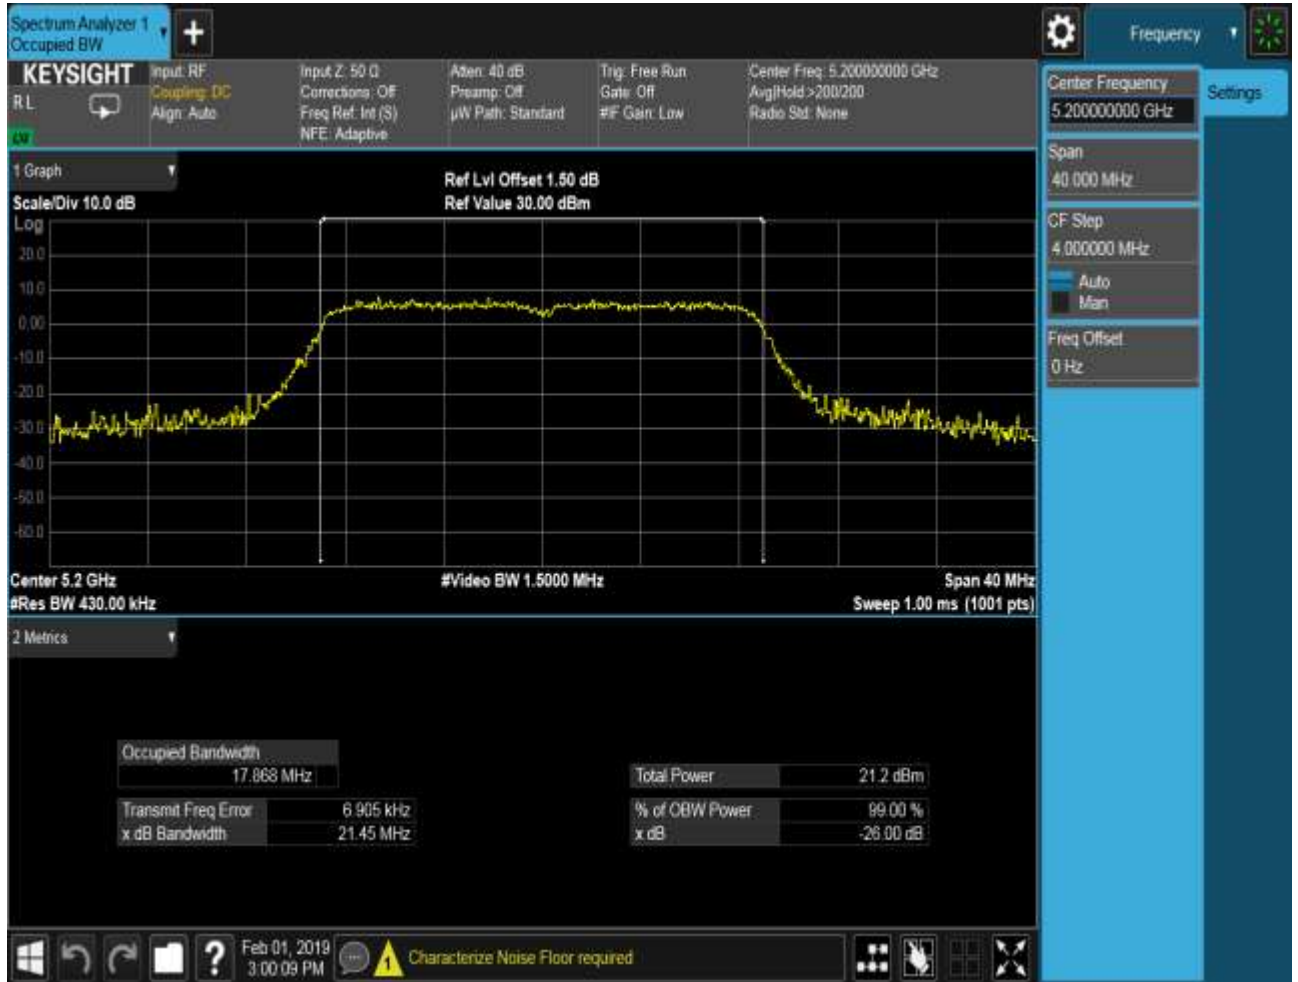 Spectrum Analyzer 1
Occupied BW
Frequency
KEYSIGHT
R L
Input: RF
Coupling: DC
Align: Auto
Input Z: 50 Ω
Corrections: Off
Freq Ref: Int (S)
NFE: Adaptive
Atten: 40 dB
Preamp: Off
µW Path: Standard
Trig: Free Run
Gate: Off
#IF Gain: Low
Center Freq: 5.200000000 GHz
Avg|Hold:>200/200
Radio Std: None
Center Frequency
5.200000000 GHz
Settings
Span
40.000 MHz
CF Step
4.000000 MHz
Auto
Man
Freq Offset
0 Hz
1 Graph
Scale/Div 10.0 dB
Ref Lvl Offset 1.50 dB
Ref Value 30.00 dBm
Log
20.0
10.0
0.00
-10.0
-20.0
-30.0
-40.0
-50.0
-60.0
Center 5.2 GHz
#Res BW 430.00 kHz
#Video BW 1.5000 MHz
Span 40 MHz
Sweep 1.00 ms (1001 pts)
2 Metrics
Occupied Bandwidth
17.868 MHz
Transmit Freq Error 6.905 kHz
x dB Bandwidth 21.45 MHz
Total Power 21.2 dBm
% of OBW Power 99.00 %
x dB -26.00 dB
?
Feb 01, 2019
3:00:09 PM
1
Characterize Noise Floor required